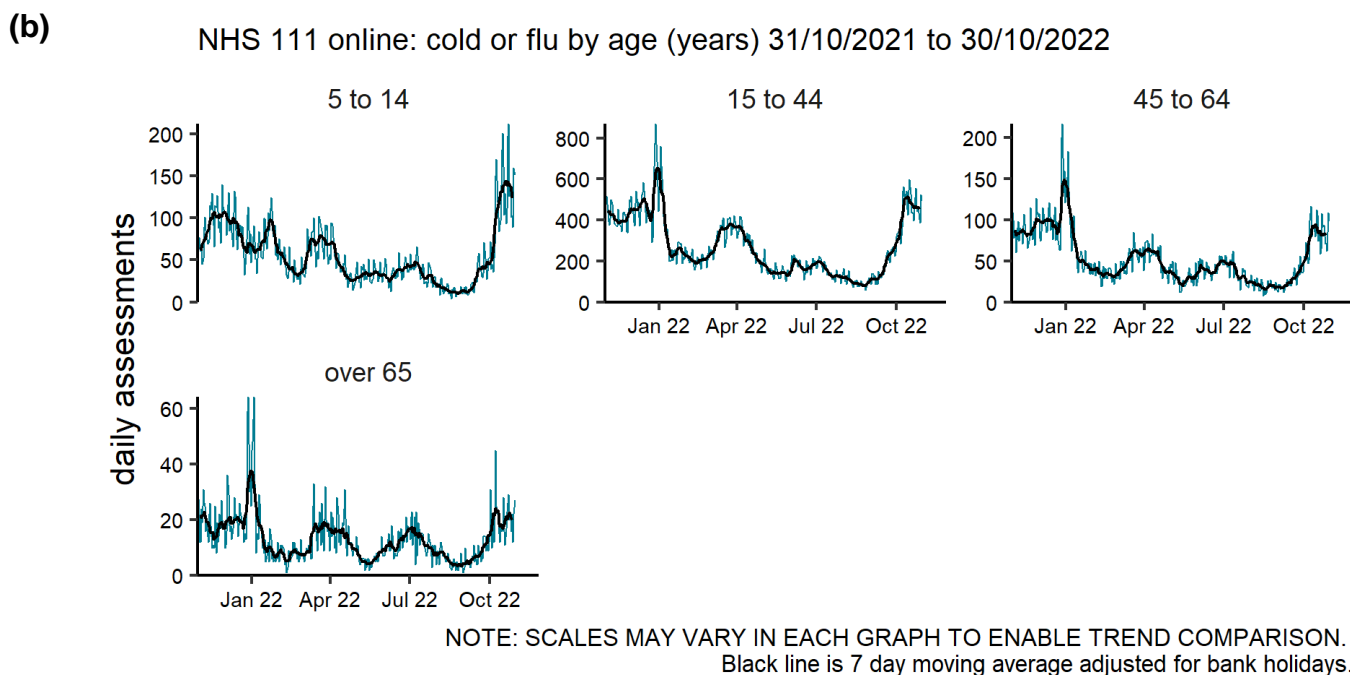 (b)
NHS 111 online: cold or flu by age (years) 31/10/2021 to 30/10/2022
daily assessments
5 to 14
200
150
100
50
0
15 to 44
800
600
400
200
0
Jan 22 Apr 22 Jul 22 Oct 22
45 to 64
200
150
100
50
0
Jan 22 Apr 22 Jul 22 Oct 22
over 65
60
40
20
0
Jan 22 Apr 22 Jul 22 Oct 22
NOTE: SCALES MAY VARY IN EACH GRAPH TO ENABLE TREND COMPARISON.
Black line is 7 day moving average adjusted for bank holidays.